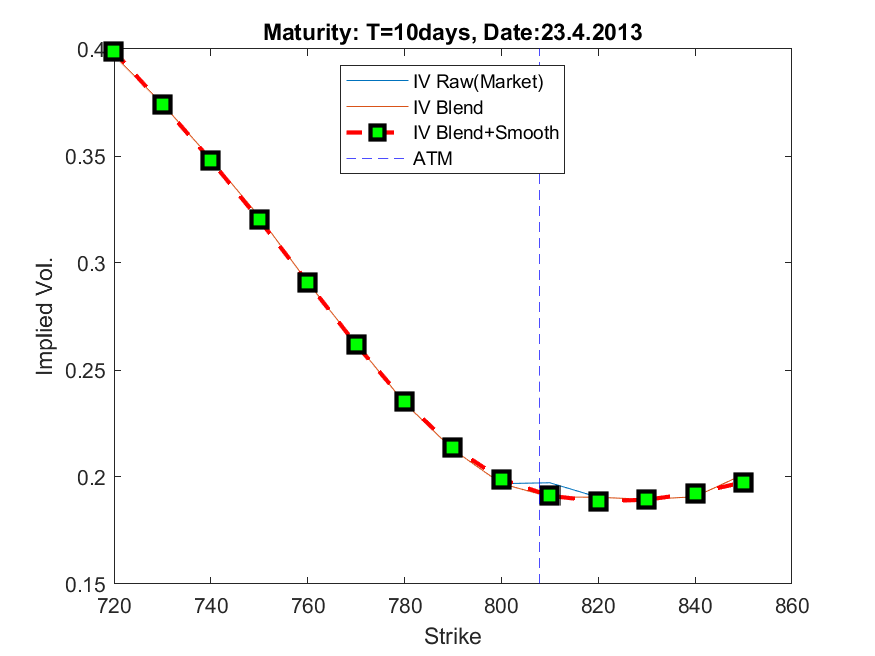 Maturity: T=10days, Date:23.4.2013
0.4
IV Raw(Market)
IV Blend
IV Blend+Smooth
ATM
0.35
0.3
0.25
0.2
0.15
Implied Vol.
720 740 760 780 800 820 840 860
Strike